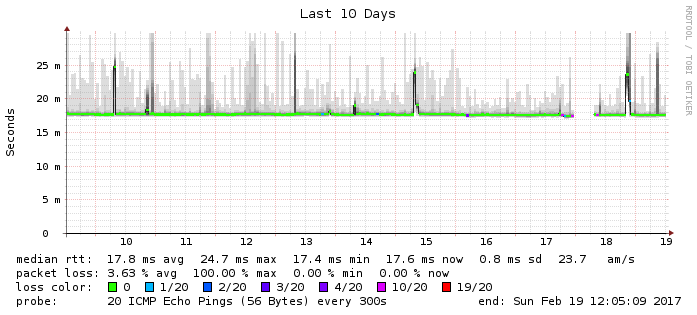 Last 10 Days
RRDTOOL / TOBI OETIKER
Seconds
25 m
20 m
15 m
10 m
5 m
0
10 11 12 13 14 15 16 17 18 19
median rtt: 17.8 ms avg 24.7 ms max 17.4 ms min 17.6 ms now 0.8 ms sd 23.7 am/s
packet loss: 3.63 % avg 100.00 % max 0.00 % min 0.00 % now
loss color: 0 1/20 2/20 3/20 4/20 10/20 19/20
probe: 20 ICMP Echo Pings (56 Bytes) every 300s end: Sun Feb 19 12:05:09 2017